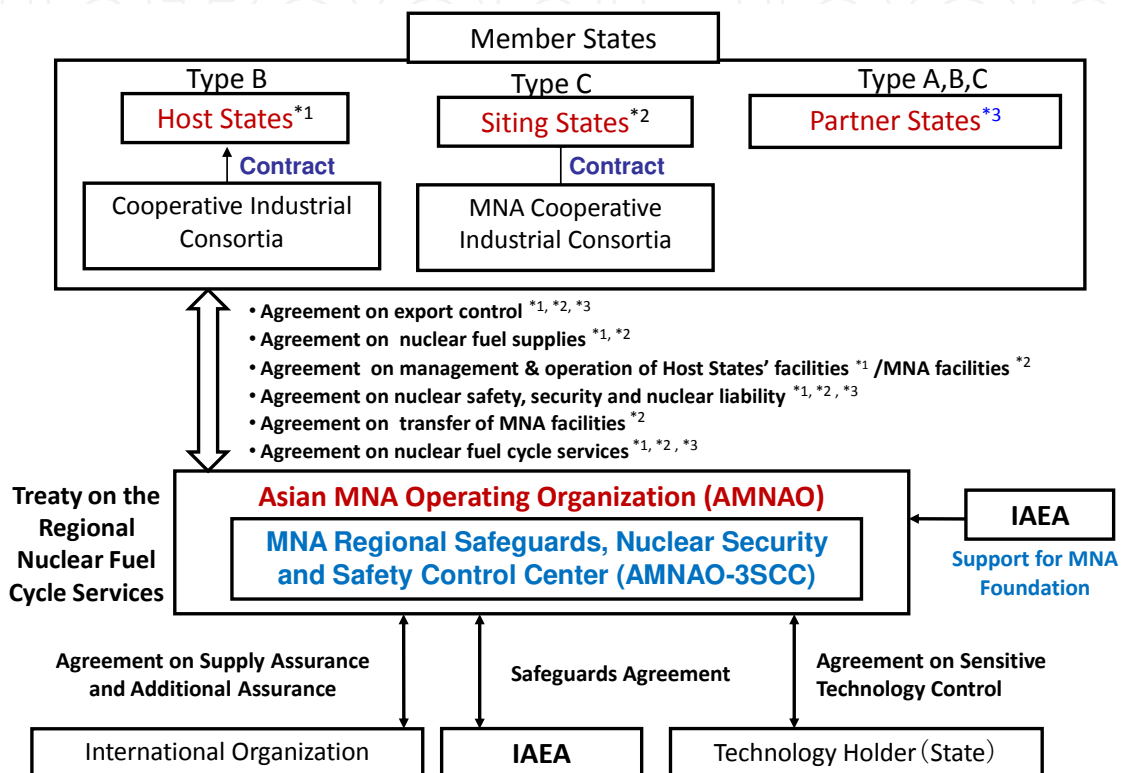 Member States
Type B
Host States*1
Contract
Cooperative Industrial
Consortia
Type C
Siting States*2
Contract
MNA Cooperative
Industrial Consortia
Type A,B,C
Partner States*3
• Agreement on export control *1, *2, *3
• Agreement on nuclear fuel supplies *1, *2
• Agreement on management & operation of Host States' facilities *1 /MNA facilities *2
• Agreement on nuclear safety, security and nuclear liability *1, *2 , *3
• Agreement on transfer of MNA facilities *2
• Agreement on nuclear fuel cycle services *1, *2 , *3
Treaty on the
Regional
Nuclear Fuel
Cycle Services
Asian MNA Operating Organization (AMNAO)
MNA Regional Safeguards, Nuclear Security
and Safety Control Center (AMNAO-3SCC)
IAEA
Support for MNA
Foundation
Agreement on Supply Assurance
and Additional Assurance
Safeguards Agreement
Agreement on Sensitive
Technology Control
International Organization
IAEA
Technology Holder(State)